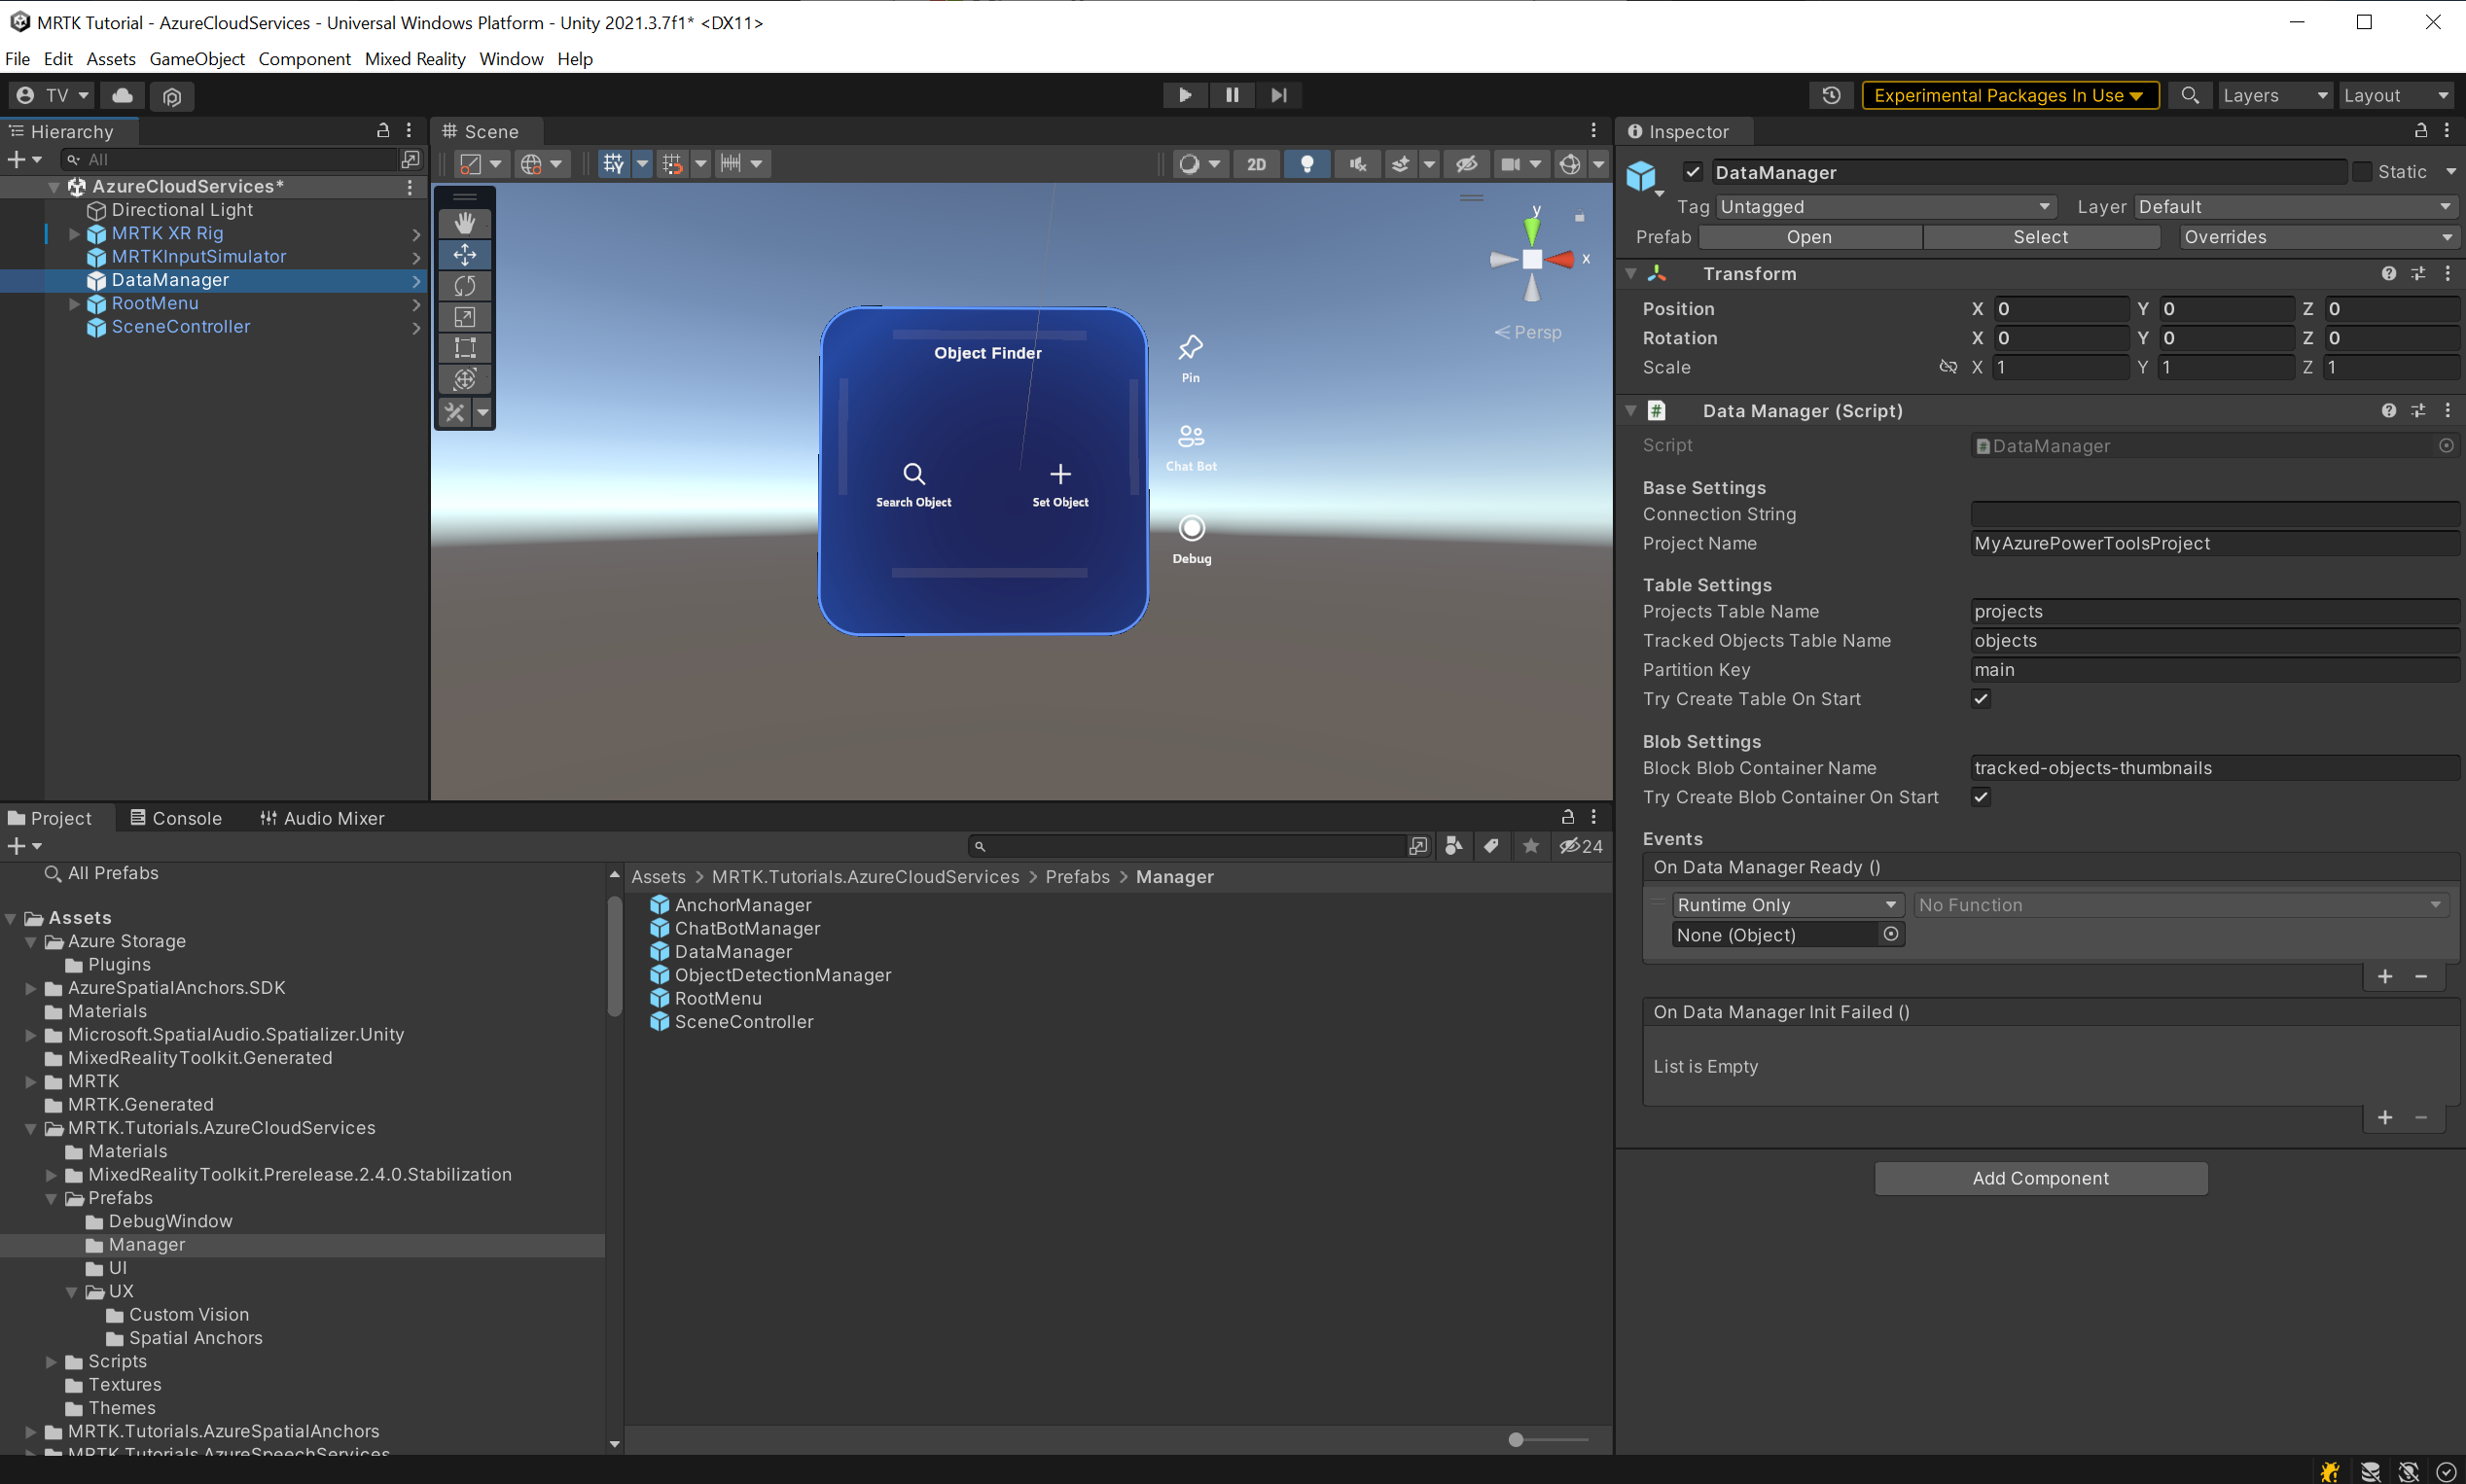 MRTK Tutorial - AzureCloudServices - Universal Windows Platform - Unity 2021.3.7f1* <DX11>
File Edit Assets GameObject Component Mixed Reality Window Help
TV Experimental Packages In Use Layers Layout
Hierarchy
All
AzureCloudServices*
Directional Light
MRTK XR Rig
MRTKInputSimulator
DataManager
RootMenu
SceneController
Scene
2D
y
x
Persp
Object Finder
Pin
Chat Bot
Search Object
Set Object
Debug
Inspector
DataManager Static
Tag Untagged Layer Default
Prefab Open Select Overrides
Transform
Position X 0 Y 0 Z 0
Rotation X 0 Y 0 Z 0
Scale X 1 Y 1 Z 1
# Data Manager (Script)
Script DataManager
Base Settings
Connection String
Project Name MyAzurePowerToolsProject
Table Settings
Projects Table Name projects
Tracked Objects Table Name objects
Partition Key main
Try Create Table On Start
Blob Settings
Block Blob Container Name tracked-objects-thumbnails
Try Create Blob Container On Start
Events
On Data Manager Ready ()
Runtime Only No Function
None (Object)
On Data Manager Init Failed ()
List is Empty
Add Component
Project Console Audio Mixer
24
All Prefabs
Assets
Azure Storage
Plugins
AzureSpatialAnchors.SDK
Materials
Microsoft.SpatialAudio.Spatializer.Unity
MixedRealityToolkit.Generated
MRTK
MRTK.Generated
MRTK.Tutorials.AzureCloudServices
Materials
MixedRealityToolkit.Prerelease.2.4.0.Stabilization
Prefabs
DebugWindow
Manager
UI
UX
Custom Vision
Spatial Anchors
Scripts
Textures
Themes
MRTK.Tutorials.AzureSpatialAnchors
MRTK.Tutorials.AzureSpeechServices
Assets > MRTK.Tutorials.AzureCloudServices > Prefabs > Manager
AnchorManager
ChatBotManager
DataManager
ObjectDetectionManager
RootMenu
SceneController